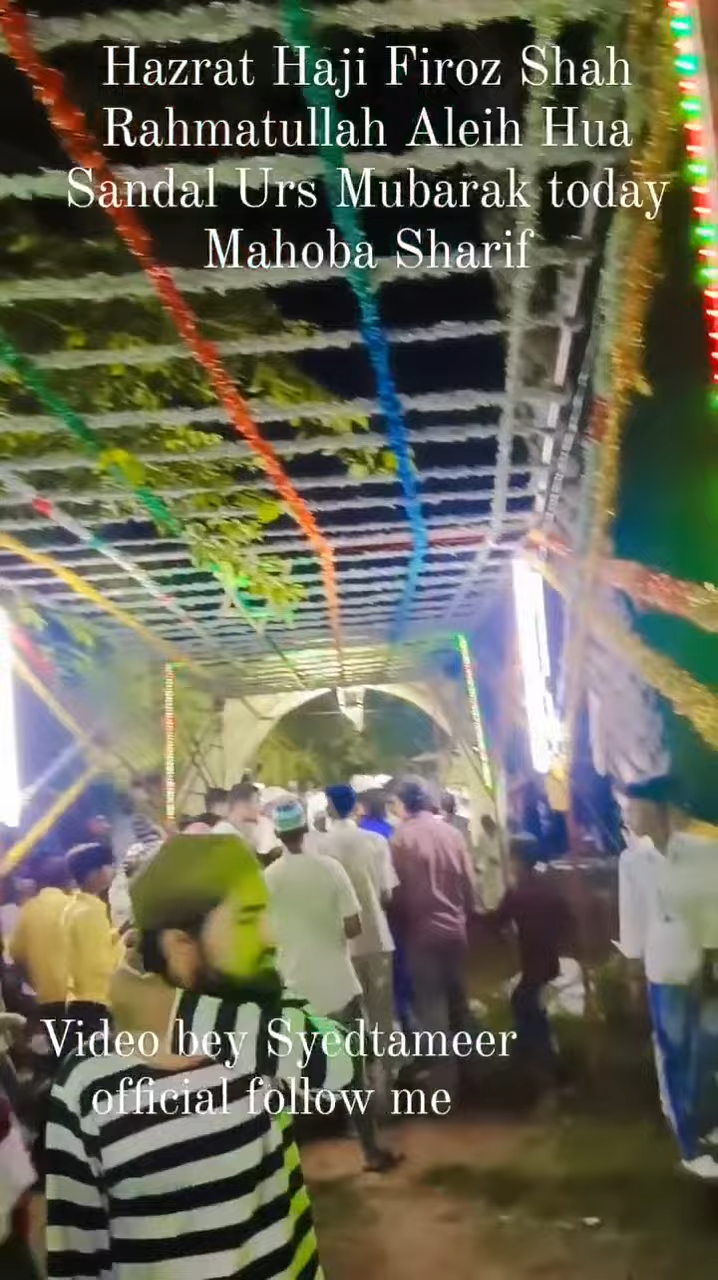 Hazrat Haji Firoz Shah
Rahmatullah Aleih Hua
Sandal Urs Mubarak today
Mahoba Sharif
Video bey Syedtameer
official follow me